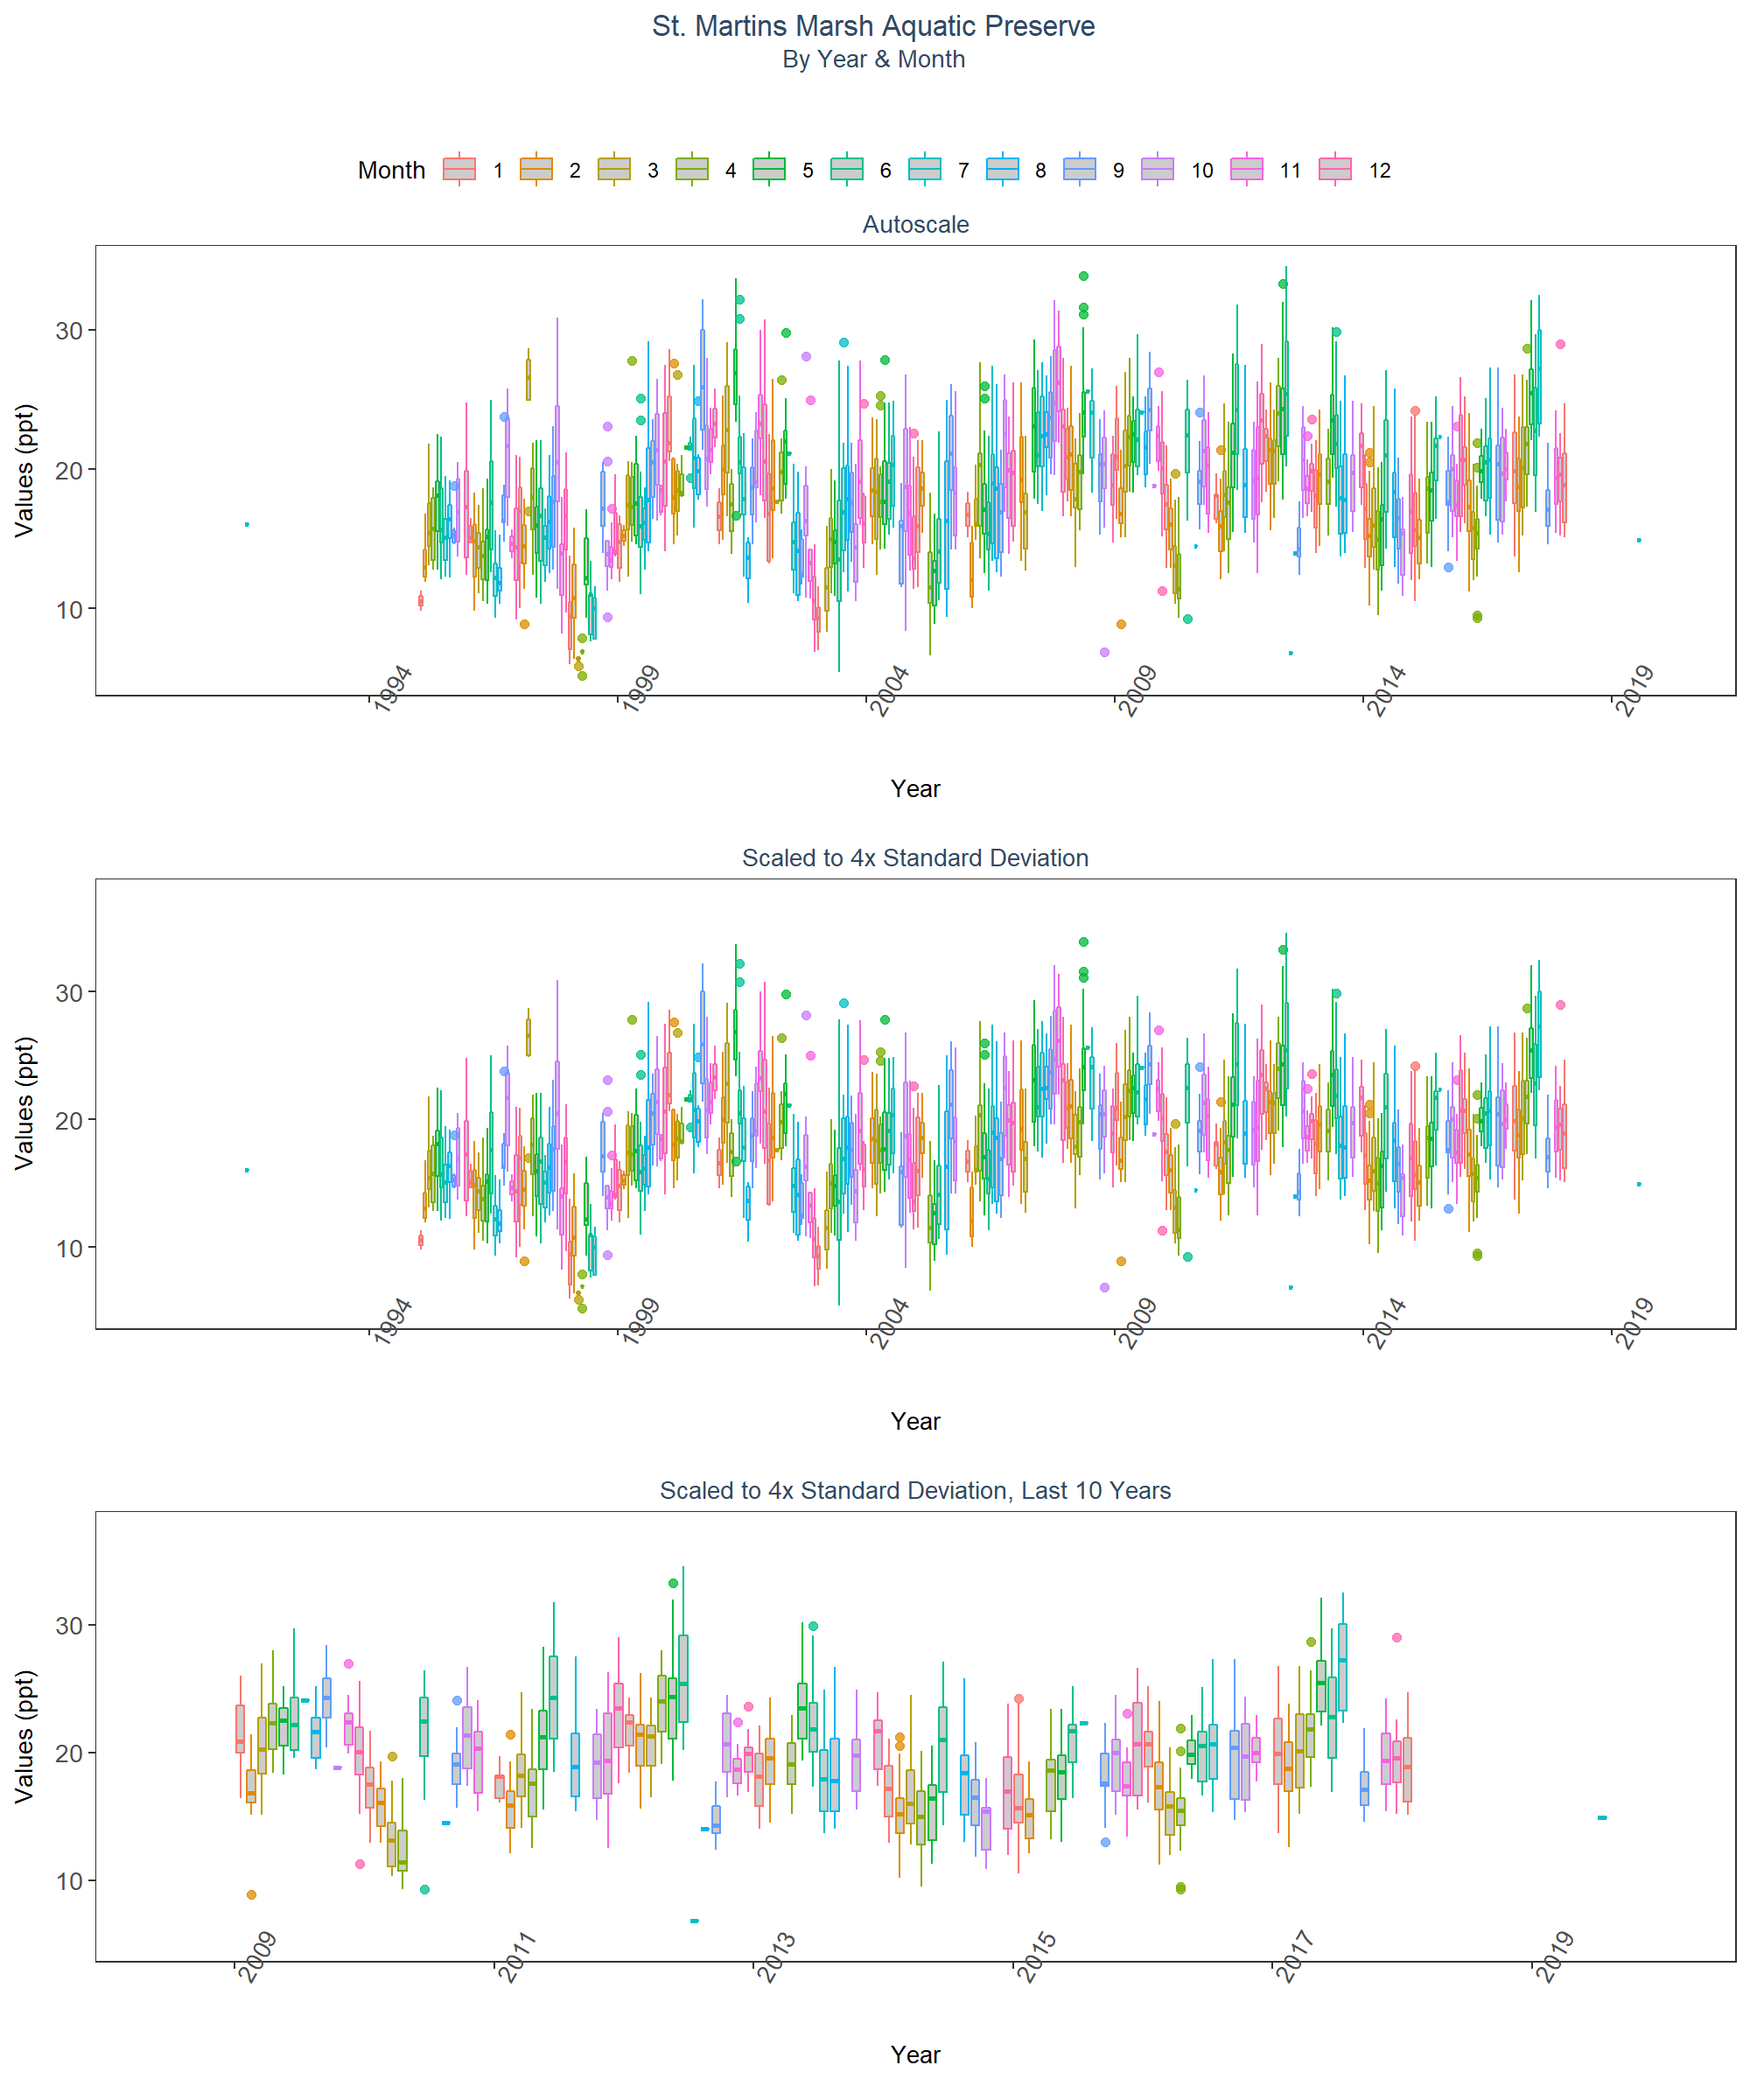 St. Martins Marsh Aquatic Preserve
By Year & Month
Month 1 2 3 4 5 6 7 8 9 10 11 12
Autoscale
Values (ppt)
30
20
10
1994 1999 2004 2009 2014 2019
Year
Scaled to 4x Standard Deviation
Values (ppt)
30
20
10
1994 1999 2004 2009 2014 2019
Year
Scaled to 4x Standard Deviation, Last 10 Years
Values (ppt)
30
20
10
2009 2011 2013 2015 2017 2019
Year